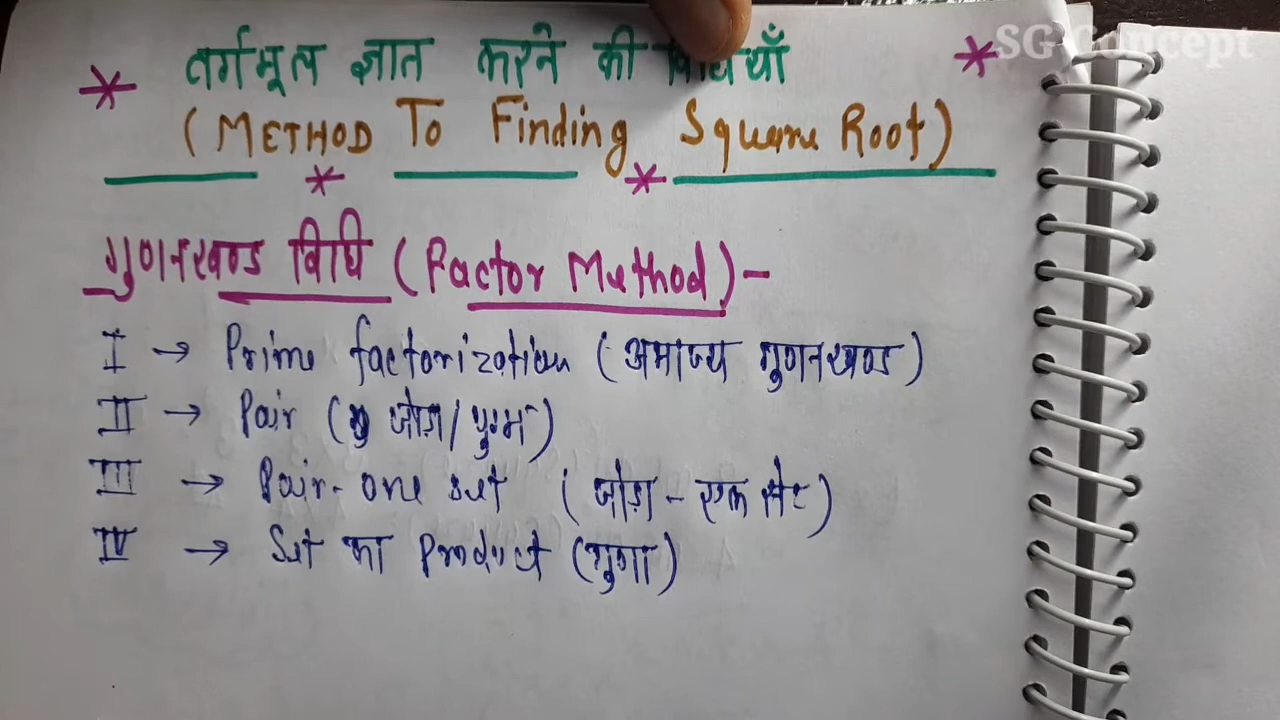 वर्गमूल ज्ञात करने की विधियाँ
SG Concept
(METHOD To Finding Square Root)
गुणनखण्ड विधि (Factor Method)-
I → Prime factorization (अभाज्य गुणनखण्ड)
II → Pair (जोड़ा/युग्म)
III → Pair-one set (जोड़ा - एक सेट)
IV → Set का Product (गुणा)